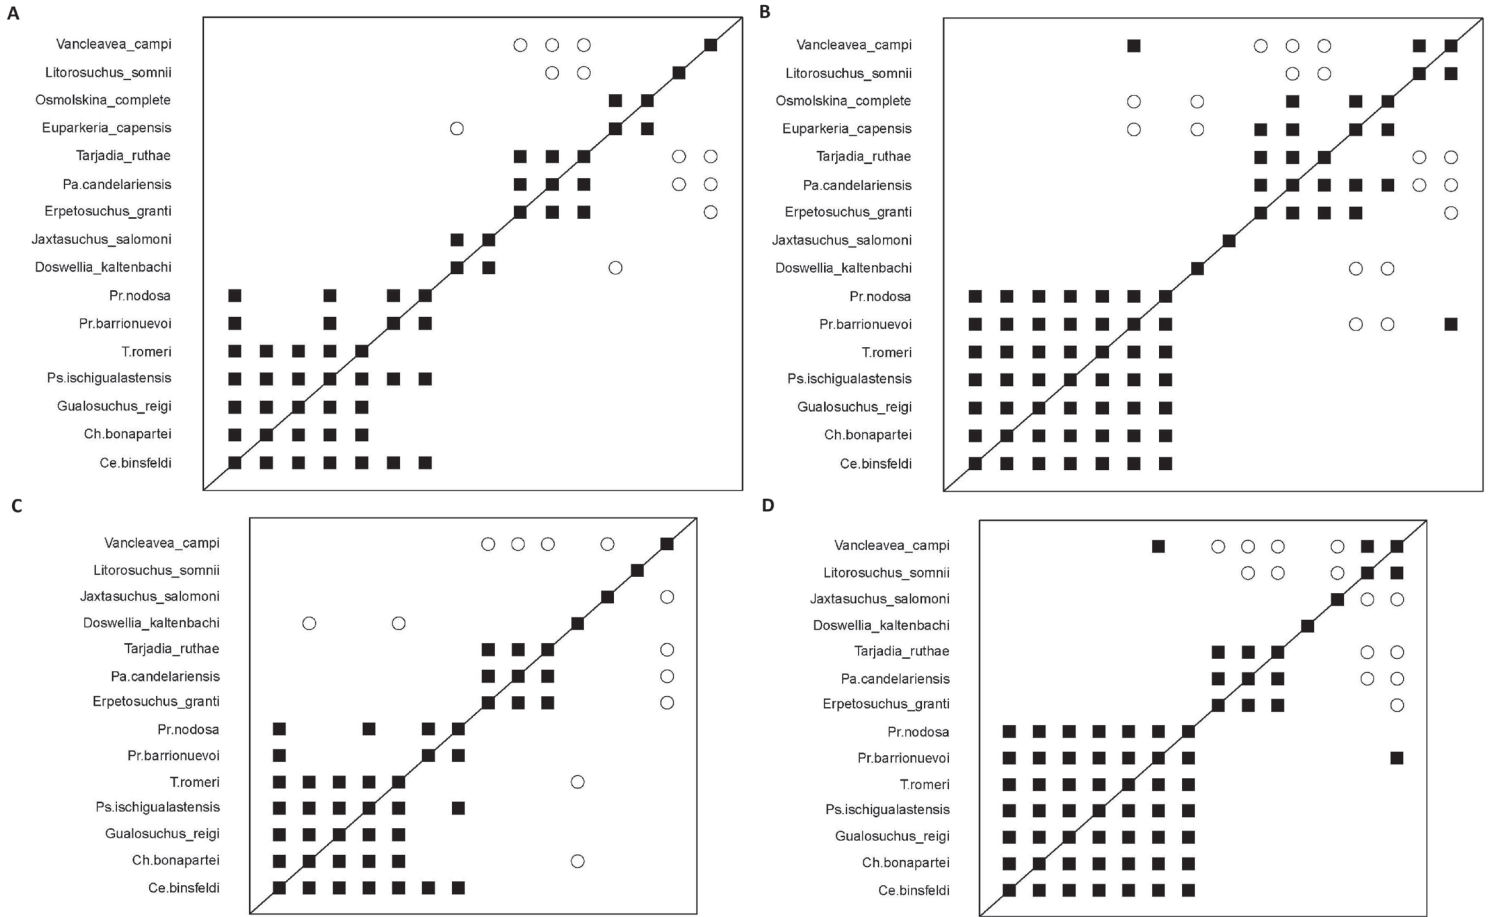 A
Vancleavea_campi
Litorosuchus_somnii
Osmolskina_complete
Euparkeria_capensis
Tarjadia_ruthae
Pa.candelariensis
Erpetosuchus_granti
Jaxtasuchus_salomoni
Doswellia_kaltenbachi
Pr.nodosa
Pr.barrionuevoi
T.romeri
Ps.ischigualastensis
Gualosuchus_reigi
Ch.bonapartei
Ce.binsfeldi
B
Vancleavea_campi
Litorosuchus_somnii
Osmolskina_complete
Euparkeria_capensis
Tarjadia_ruthae
Pa.candelariensis
Erpetosuchus_granti
Jaxtasuchus_salomoni
Doswellia_kaltenbachi
Pr.nodosa
Pr.barrionuevoi
T.romeri
Ps.ischigualastensis
Gualosuchus_reigi
Ch.bonapartei
Ce.binsfeldi
C
Vancleavea_campi
Litorosuchus_somnii
Jaxtasuchus_salomoni
Doswellia_kaltenbachi
Tarjadia_ruthae
Pa.candelariensis
Erpetosuchus_granti
Pr.nodosa
Pr.barrionuevoi
T.romeri
Ps.ischigualastensis
Gualosuchus_reigi
Ch.bonapartei
Ce.binsfeldi
D
Vancleavea_campi
Litorosuchus_somnii
Jaxtasuchus_salomoni
Doswellia_kaltenbachi
Tarjadia_ruthae
Pa.candelariensis
Erpetosuchus_granti
Pr.nodosa
Pr.barrionuevoi
T.romeri
Ps.ischigualastensis
Gualosuchus_reigi
Ch.bonapartei
Ce.binsfeldi